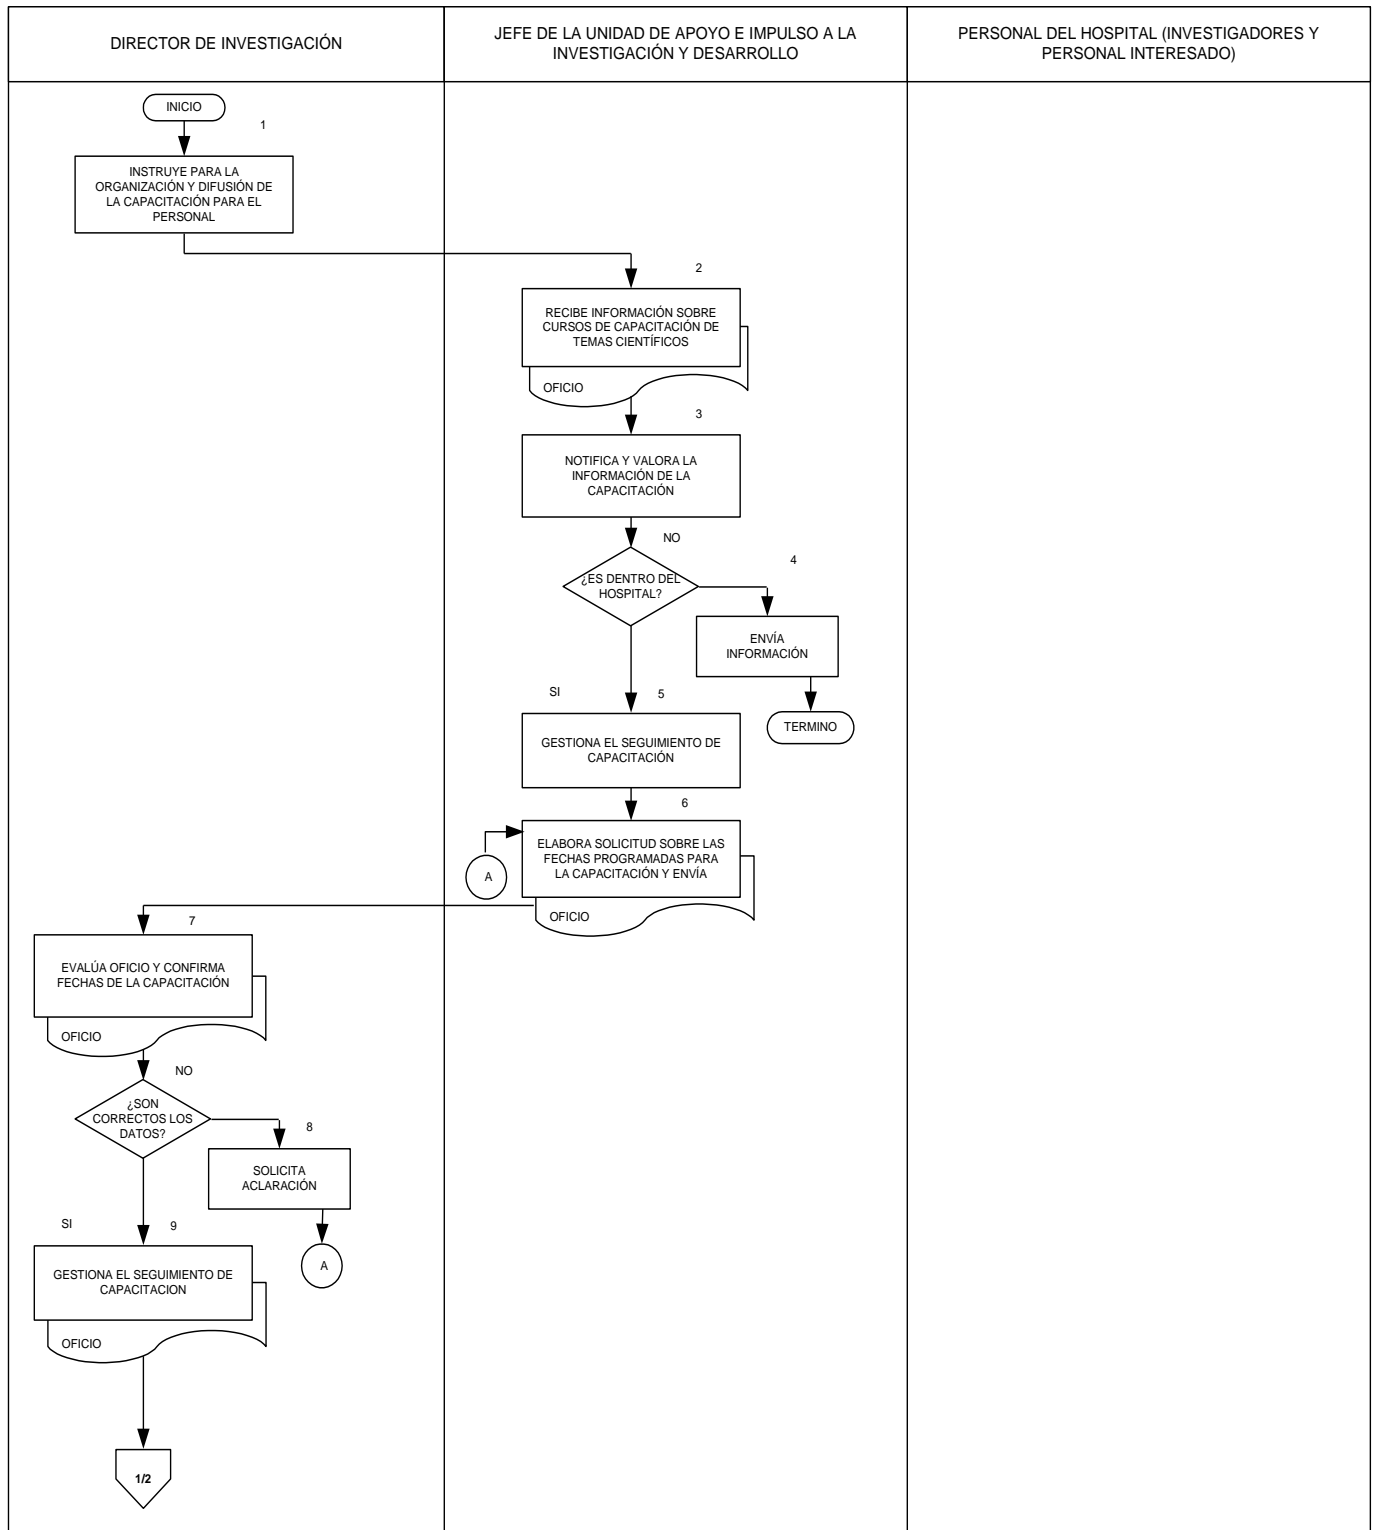 DIRECTOR DE INVESTIGACIÓN
JEFE DE LA UNIDAD DE APOYO E IMPULSO A LA
INVESTIGACIÓN Y DESARROLLO
PERSONAL DEL HOSPITAL (INVESTIGADORES Y
PERSONAL INTERESADO)
INICIO
1
INSTRUYE PARA LA
ORGANIZACIÓN Y DIFUSIÓN DE
LA CAPACITACIÓN PARA EL
PERSONAL
2
RECIBE INFORMACIÓN SOBRE
CURSOS DE CAPACITACIÓN DE
TEMAS CIENTÍFICOS
OFICIO
3
NOTIFICA Y VALORA LA
INFORMACIÓN DE LA
CAPACITACIÓN
NO
¿ES DENTRO DEL
HOSPITAL?
4
ENVÍA
INFORMACIÓN
TERMINO
SI
5
GESTIONA EL SEGUIMIENTO DE
CAPACITACIÓN
6
ELABORA SOLICITUD SOBRE LAS
FECHAS PROGRAMADAS PARA
LA CAPACITACIÓN Y ENVÍA
A
OFICIO
7
EVALÚA OFICIO Y CONFIRMA
FECHAS DE LA CAPACITACIÓN
OFICIO
NO
¿SON
CORRECTOS LOS
DATOS?
8
SOLICITA
ACLARACIÓN
A
SI
9
GESTIONA EL SEGUIMIENTO DE
CAPACITACION
OFICIO
1/2